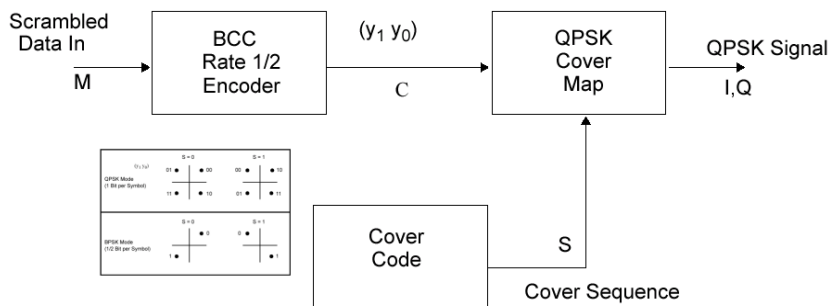 Scrambled
Data In
M
BCC
Rate 1/2
Encoder
(y1 y0)
C
QPSK
Cover
Map
QPSK Signal
I,Q
S = 0
S = 1
(y1,y0)
QPSK Mode
(1 Bit per Symbol)
01 00
00 10
11 10
01 11
S = 0
S = 1
BPSK Mode
(1/2 Bit per Symbol)
0
0
1
1
Cover
Code
S
Cover Sequence